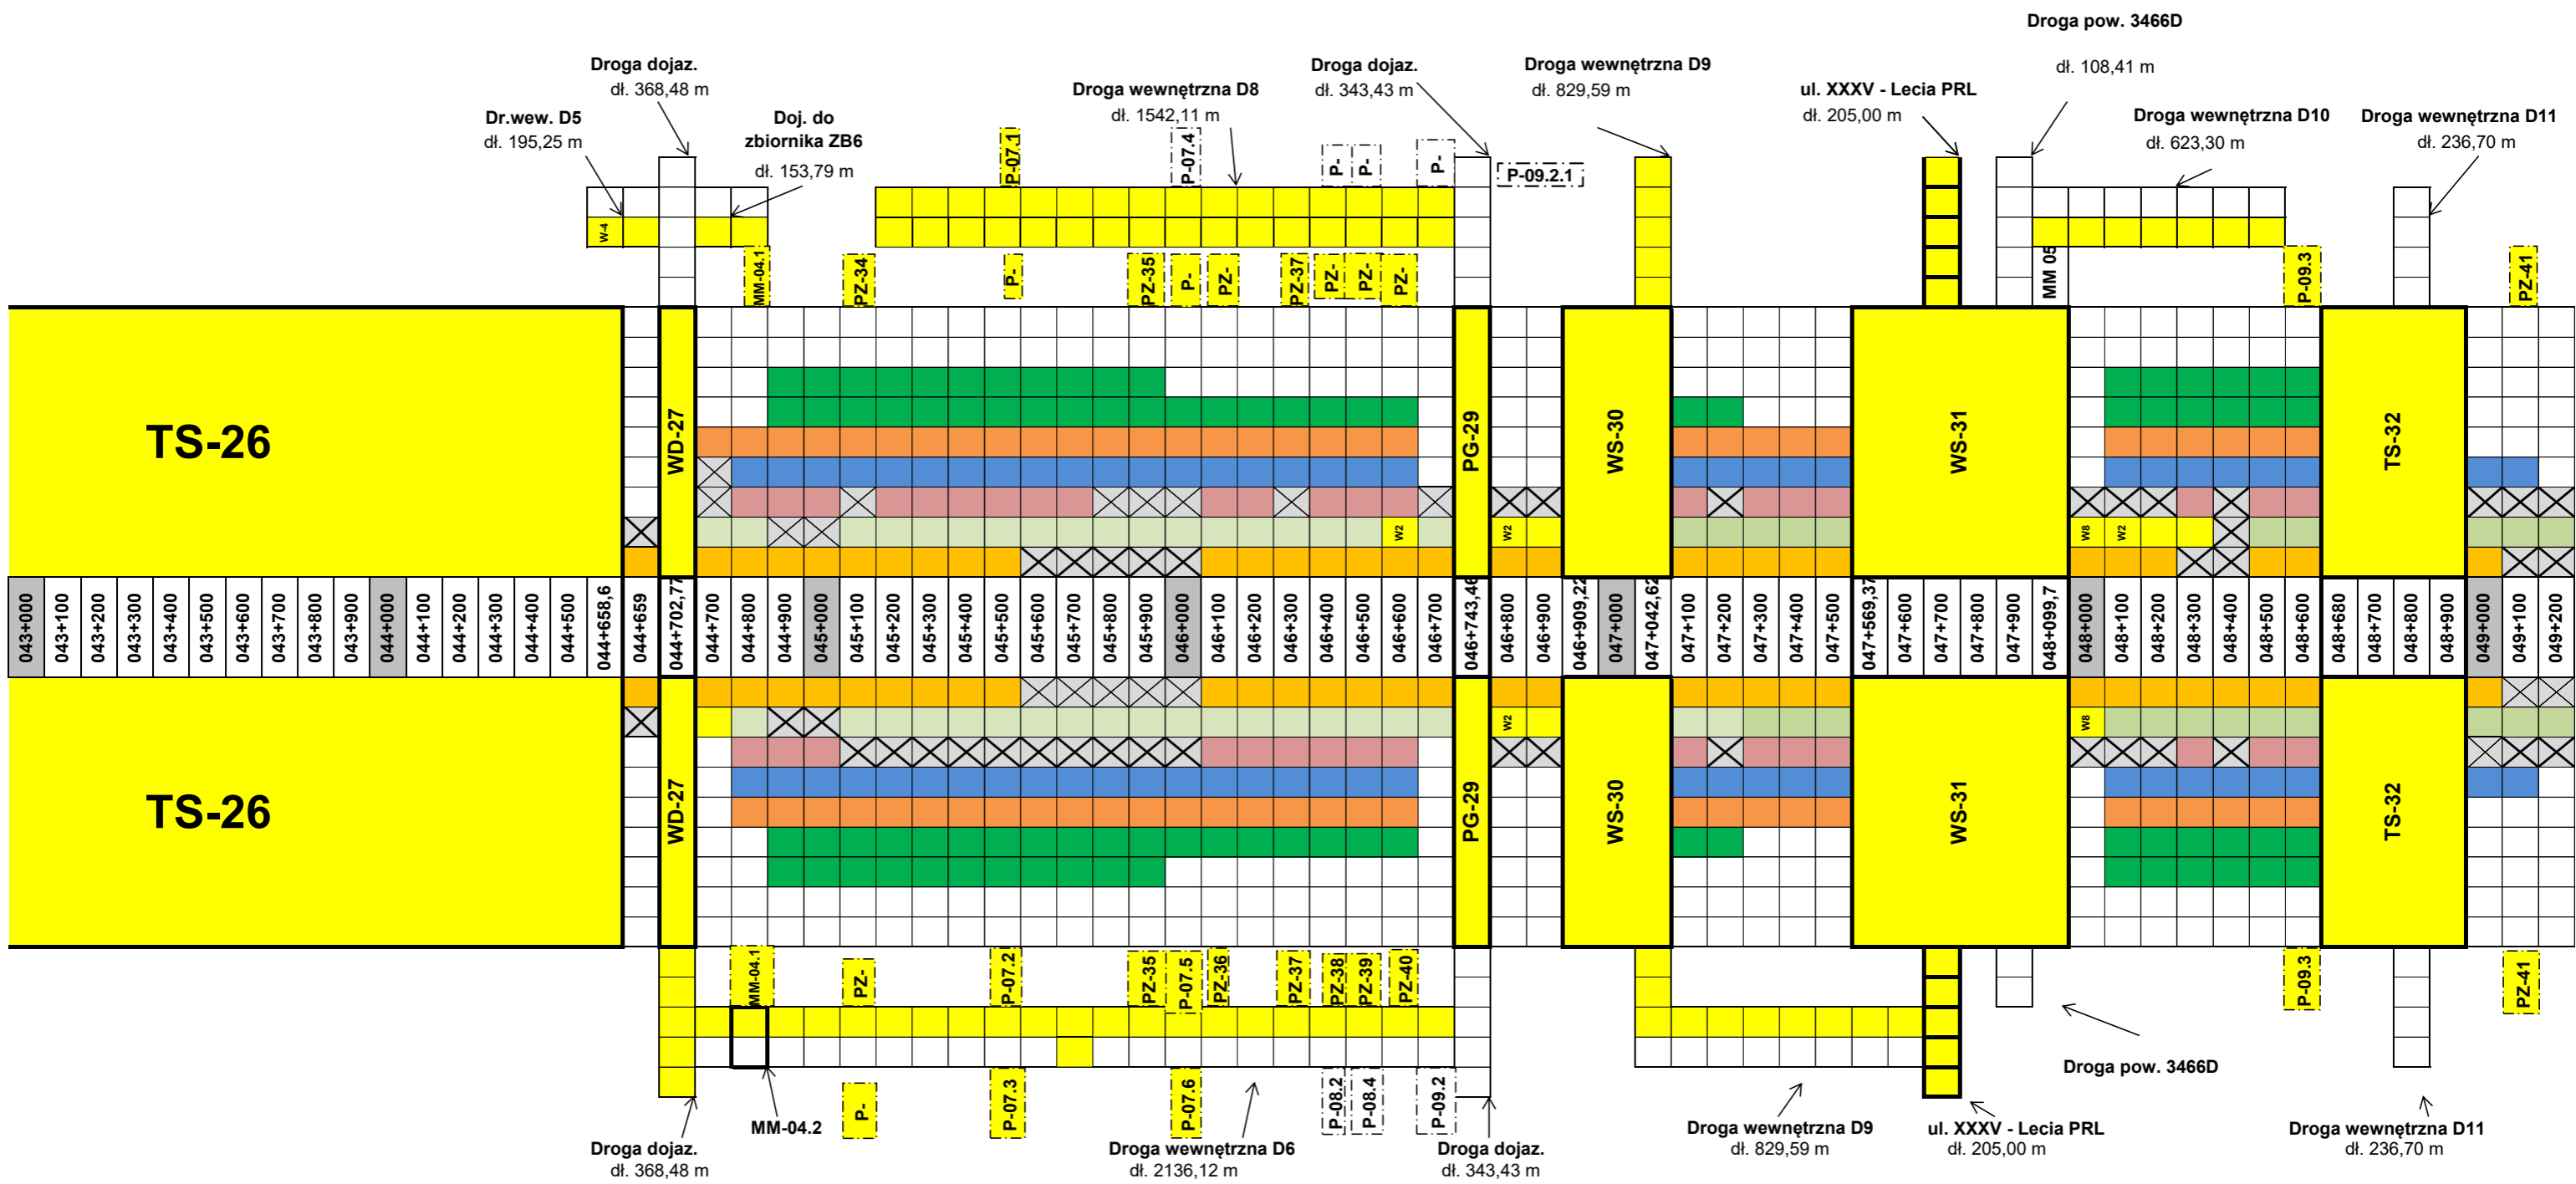 Droga pow. 3466D
dł. 108,41 m
Droga dojaz.
dł. 368,48 m
Droga dojaz.
dł. 343,43 m
Droga wewnętrzna D9
dł. 829,59 m
Droga wewnętrzna D8
dł. 1542,11 m
ul. XXXV - Lecia PRL
dł. 205,00 m
Dr.wew. D5
dł. 195,25 m
Doj. do
zbiornika ZB6
dł. 153,79 m
Droga wewnętrzna D10
dł. 623,30 m
Droga wewnętrzna D11
dł. 236,70 m
P-07.1
P-07.4
P-
P-
P-
P-09.2.1
W-4
MM-04.1
PZ-34
P-
PZ-35
P-
PZ-
PZ-37
PZ-
PZ-
PZ-
MM 05
P-09.3
PZ-41
TS-26
WD-27
PG-29
WS-30
WS-31
TS-32
W2
W2
W8
W2
043+000
043+100
043+200
043+300
043+400
043+500
043+600
043+700
043+800
043+900
044+000
044+100
044+200
044+300
044+400
044+500
044+658,6
044+659
044+702,77
044+700
044+800
044+900
045+000
045+100
045+200
045+300
045+400
045+500
045+600
045+700
045+800
045+900
046+000
046+100
046+200
046+300
046+400
046+500
046+600
046+700
046+743,46
046+800
046+900
046+909,22
047+000
047+042,62
047+100
047+200
047+300
047+400
047+500
047+569,37
047+600
047+700
047+800
047+900
048+099,7
048+000
048+100
048+200
048+300
048+400
048+500
048+600
048+680
048+700
048+800
048+900
049+000
049+100
049+200
W2
W8
TS-26
WD-27
PG-29
WS-30
WS-31
TS-32
MM-04.1
PZ-
P-07.2
PZ-35
P-07.5
PZ-36
PZ-37
PZ-38
PZ-39
PZ-40
P-09.3
PZ-41
P-
P-07.3
P-07.6
P-08.2
P-08.4
P-09.2
Droga pow. 3466D
MM-04.2
Droga dojaz.
dł. 368,48 m
Droga wewnętrzna D6
dł. 2136,12 m
Droga dojaz.
dł. 343,43 m
Droga wewnętrzna D9
dł. 829,59 m
ul. XXXV - Lecia PRL
dł. 205,00 m
Droga wewnętrzna D11
dł. 236,70 m